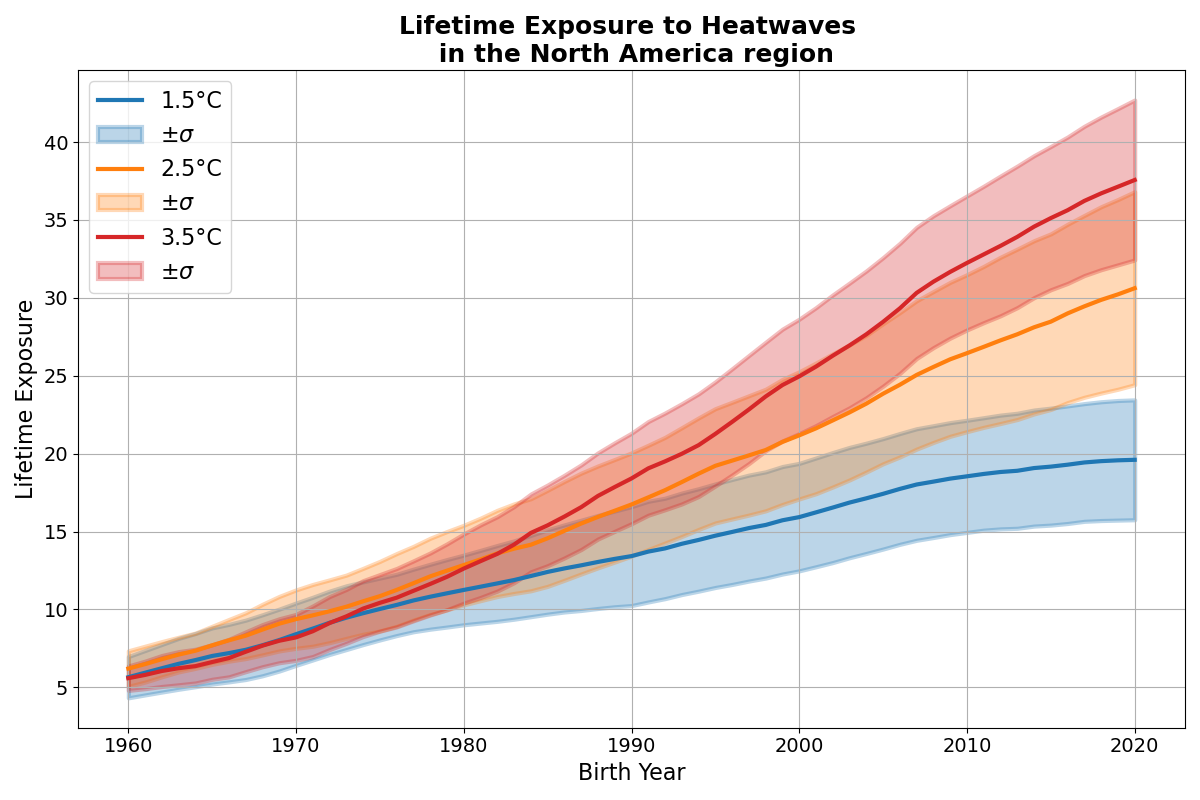 Lifetime Exposure to Heatwaves
in the North America region
1.5°C
±σ
2.5°C
±σ
3.5°C
±σ
Lifetime Exposure
40
35
30
25
20
15
10
5
1960 1970 1980 1990 2000 2010 2020
Birth Year